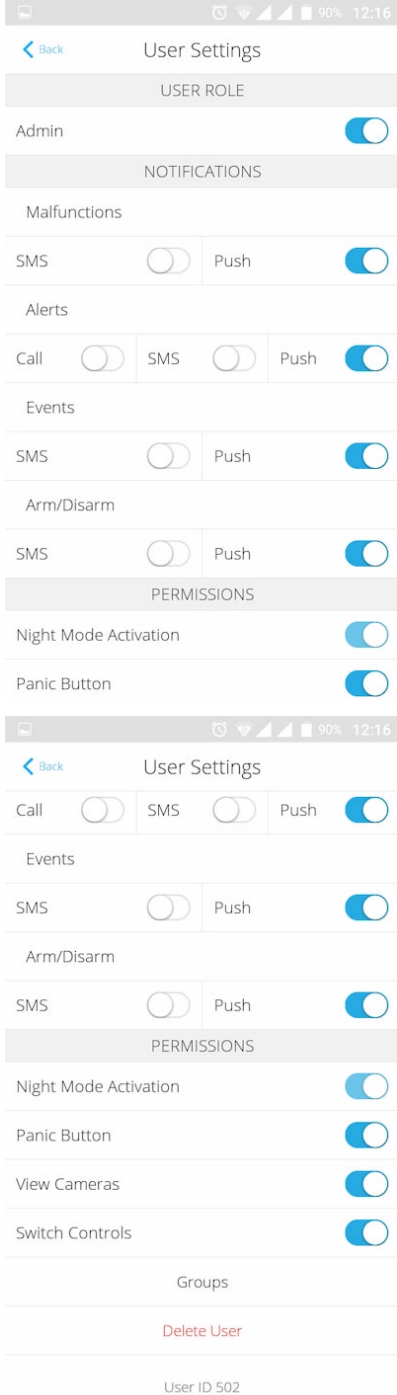 90% 12:16
Back User Settings
USER ROLE
Admin
NOTIFICATIONS
Malfunctions
SMS Push
Alerts
Call SMS Push
Events
SMS Push
Arm/Disarm
SMS Push
PERMISSIONS
Night Mode Activation
Panic Button
90% 12:16
Back User Settings
Call SMS Push
Events
SMS Push
Arm/Disarm
SMS Push
PERMISSIONS
Night Mode Activation
Panic Button
View Cameras
Switch Controls
Groups
Delete User
User ID 502